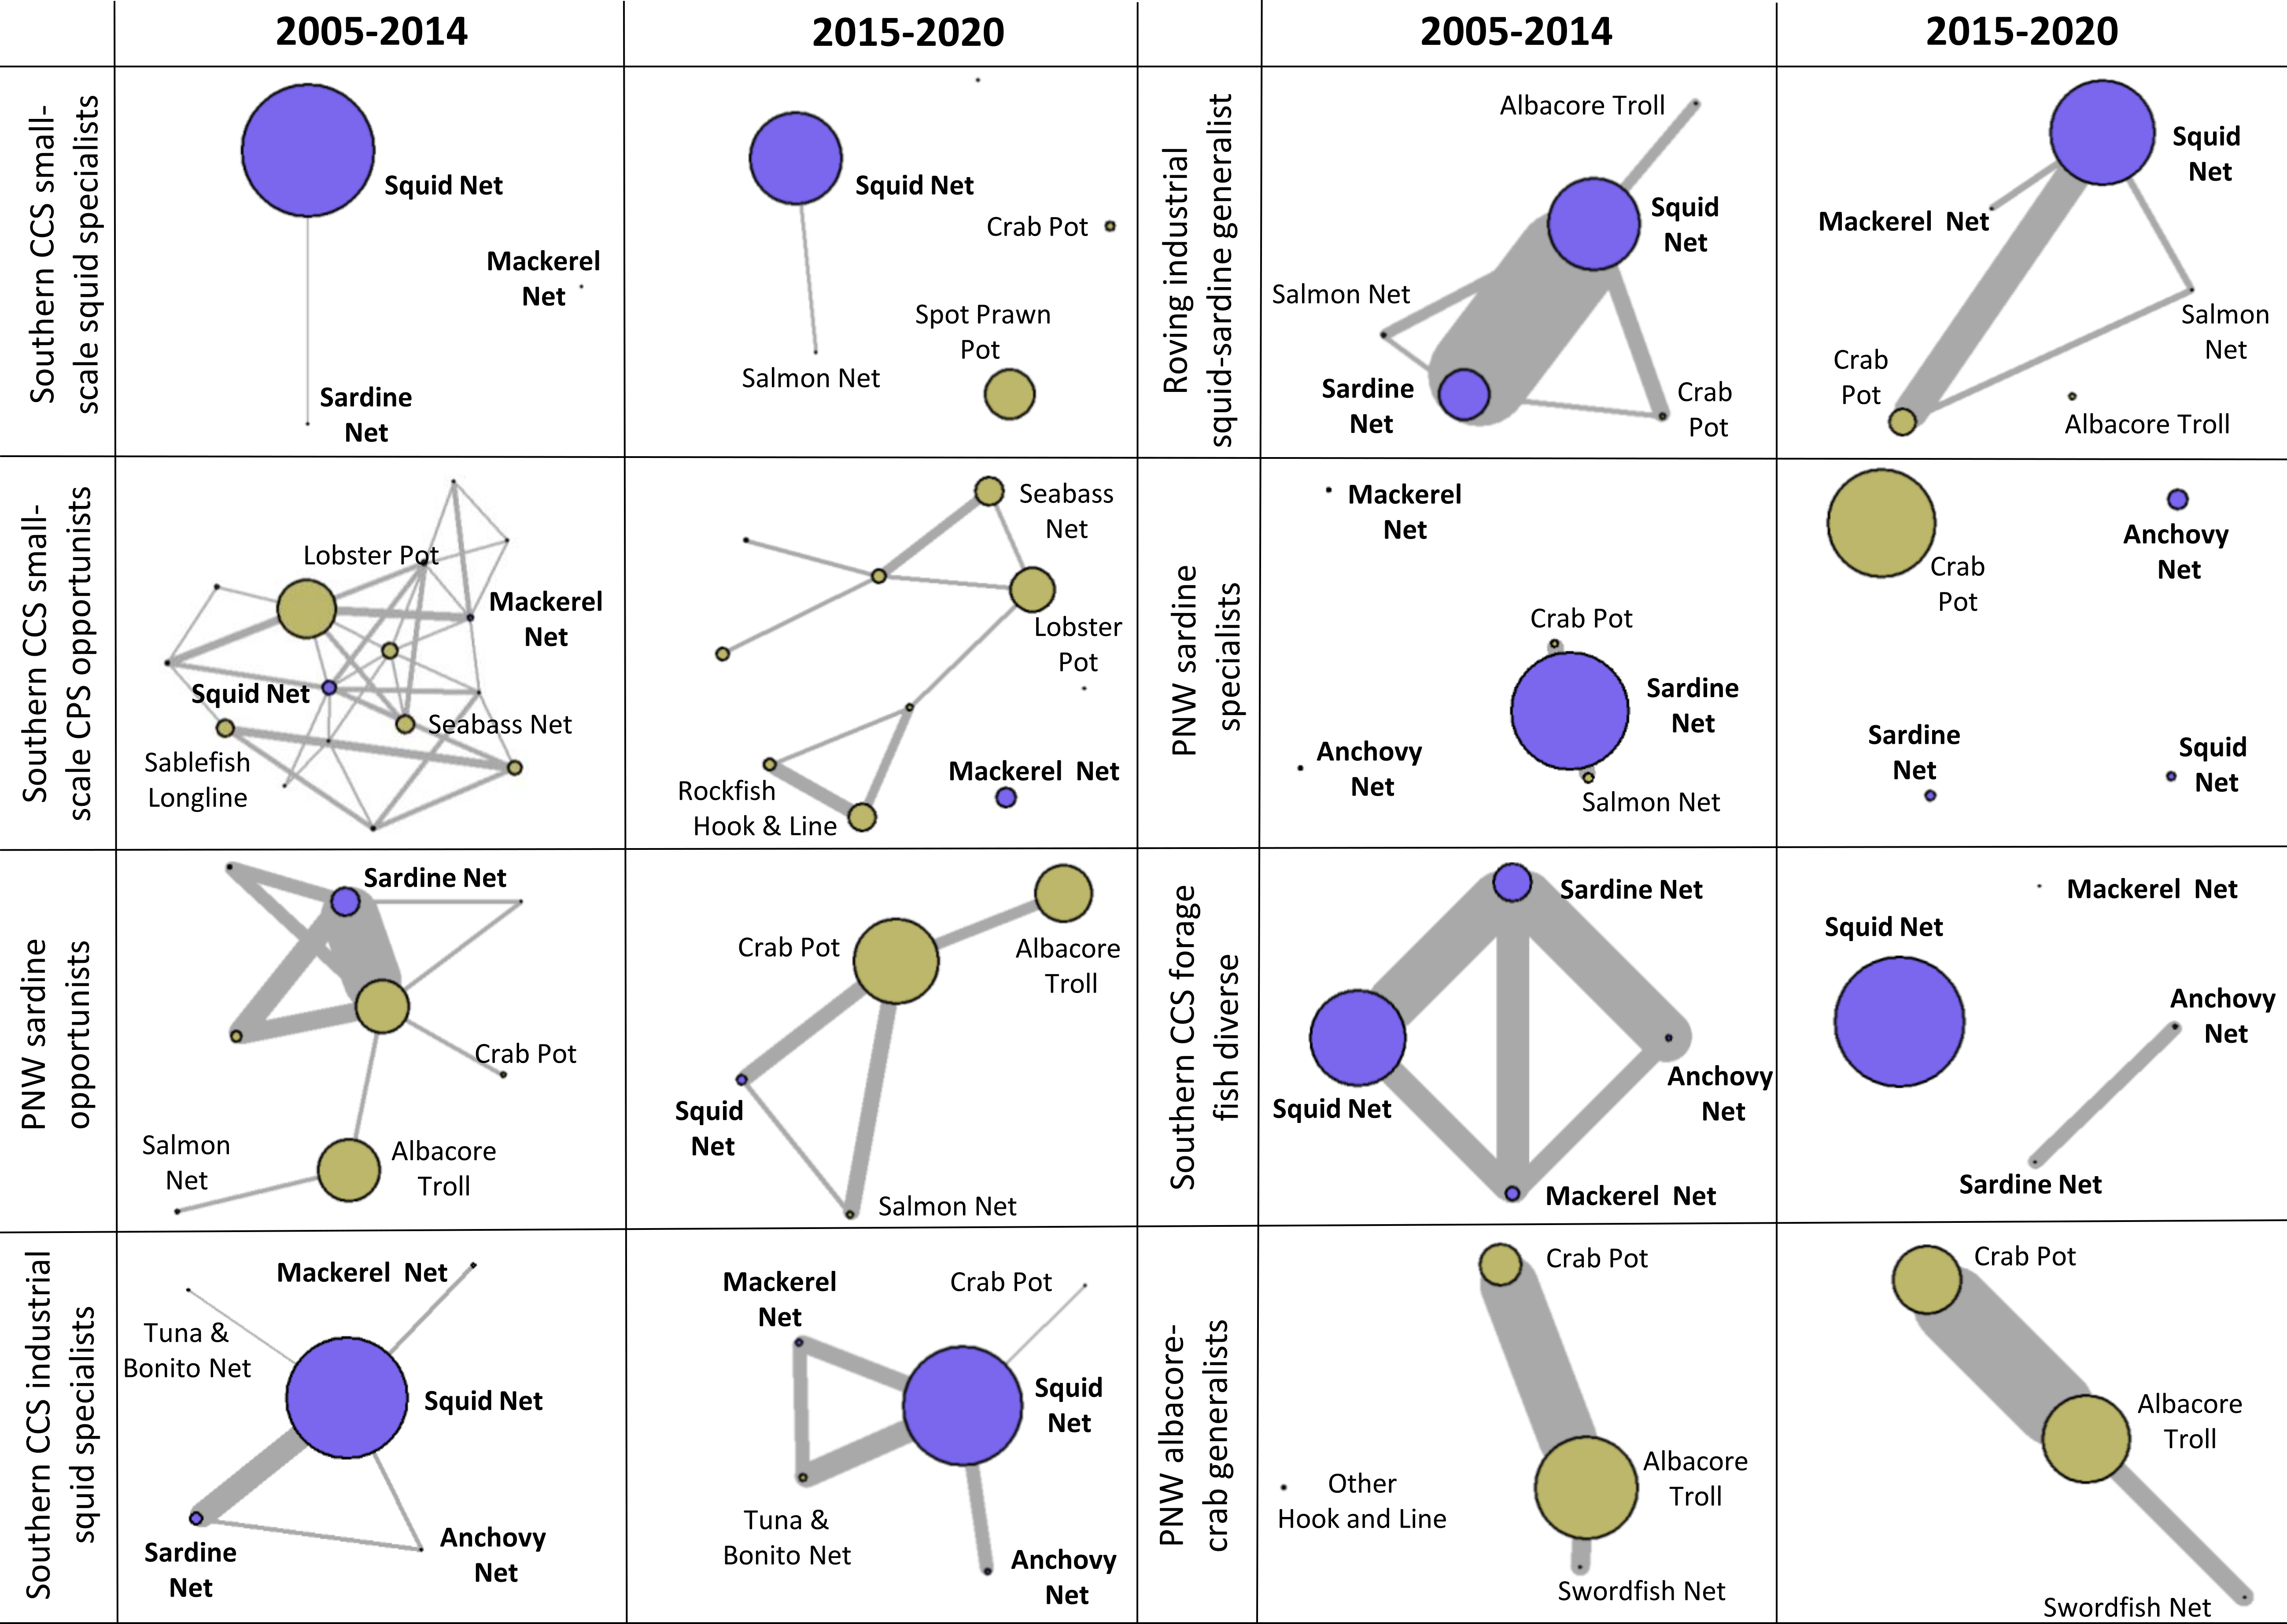 2005-2014
2015-2020
2005-2014
2015-2020
Southern CCS small-
scale squid specialists
Squid Net
Mackerel
Net
Sardine
Net
Squid Net
Crab Pot
Spot Prawn
Pot
Salmon Net
Roving industrial
squid-sardine generalist
Albacore Troll
Squid
Net
Salmon Net
Sardine
Net
Crab
Pot
Squid
Net
Mackerel Net
Salmon
Net
Crab
Pot
Albacore Troll
Southern CCS small-
scale CPS opportunists
Lobster Pot
Mackerel
Net
Squid Net
Seabass Net
Sablefish
Longline
Seabass
Net
Lobster
Pot
Rockfish
Hook & Line
Mackerel Net
PNW sardine
specialists
Mackerel
Net
Crab Pot
Sardine
Net
Anchovy
Net
Salmon Net
Crab
Pot
Anchovy
Net
Sardine
Net
Squid
Net
PNW sardine
opportunists
Sardine Net
Crab Pot
Salmon
Net
Albacore
Troll
Crab Pot
Albacore
Troll
Squid
Net
Salmon Net
Southern CCS forage
fish diverse
Sardine Net
Squid Net
Anchovy
Net
Mackerel Net
Mackerel Net
Squid Net
Anchovy
Net
Sardine Net
Southern CCS industrial
squid specialists
Mackerel Net
Tuna &
Bonito Net
Squid Net
Sardine
Net
Anchovy
Net
Mackerel
Net
Crab Pot
Squid
Net
Tuna &
Bonito Net
Anchovy
Net
PNW albacore-
crab generalists
Crab Pot
Albacore
Troll
Other
Hook and Line
Swordfish Net
Crab Pot
Albacore
Troll
Swordfish Net